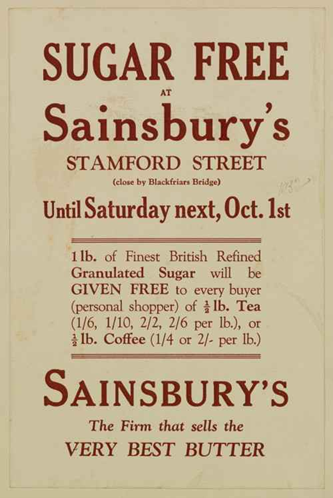 SUGAR FREE
AT
Sainsbury's
STAMFORD STREET
(close by Blackfriars Bridge)
Until Saturday next, Oct. 1st
1 lb. of Finest British Refined
Granulated Sugar will be
GIVEN FREE to every buyer
(personal shopper) of ½ lb. Tea
(1/6, 1/10, 2/2, 2/6 per lb.), or
½ lb. Coffee (1/4 or 2/- per lb.)
SAINSBURY'S
The Firm that sells the
VERY BEST BUTTER